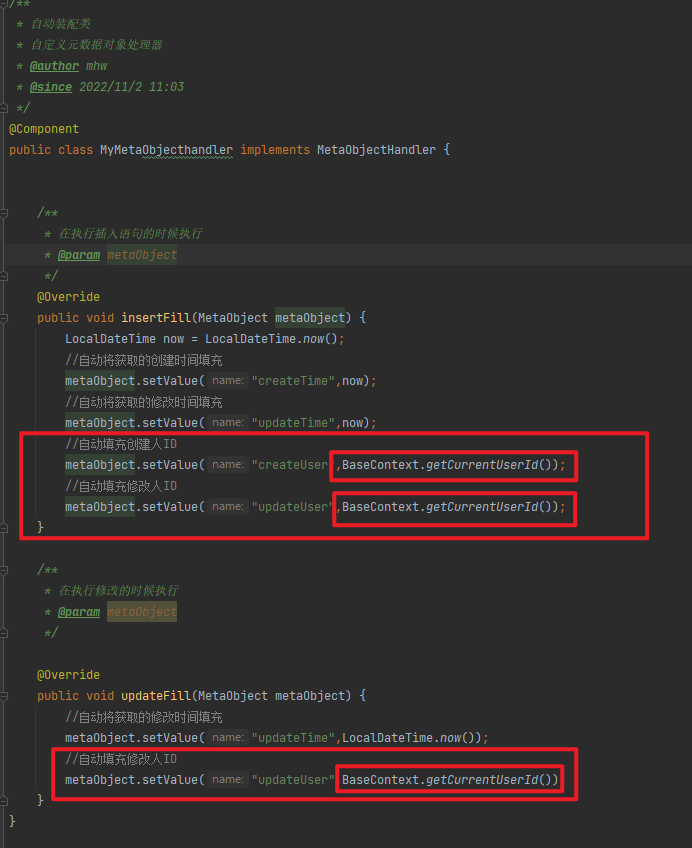 /**
* 自动装配类
* 自定义元数据对象处理器
* @author mhw
* @since 2022/11/2 11:03
*/
@Component
public class MyMetaObjecthandler implements MetaObjectHandler {
/**
* 在执行插入语句的时候执行
* @param metaObject
*/
@Override
public void insertFill(MetaObject metaObject) {
LocalDateTime now = LocalDateTime.now();
//自动将获取的创建时间填充
metaObject.setValue( name: "createTime",now);
//自动将获取的修改时间填充
metaObject.setValue( name: "updateTime",now);
//自动填充创建人ID
metaObject.setValue( name: "createUser",BaseContext.getCurrentUserId());
//自动填充修改人ID
metaObject.setValue( name: "updateUser",BaseContext.getCurrentUserId());
}
/**
* 在执行修改的时候执行
* @param metaObject
*/
@Override
public void updateFill(MetaObject metaObject) {
//自动将获取的修改时间填充
metaObject.setValue( name: "updateTime",LocalDateTime.now());
//自动填充修改人ID
metaObject.setValue( name: "updateUser" BaseContext.getCurrentUserId())
}
}